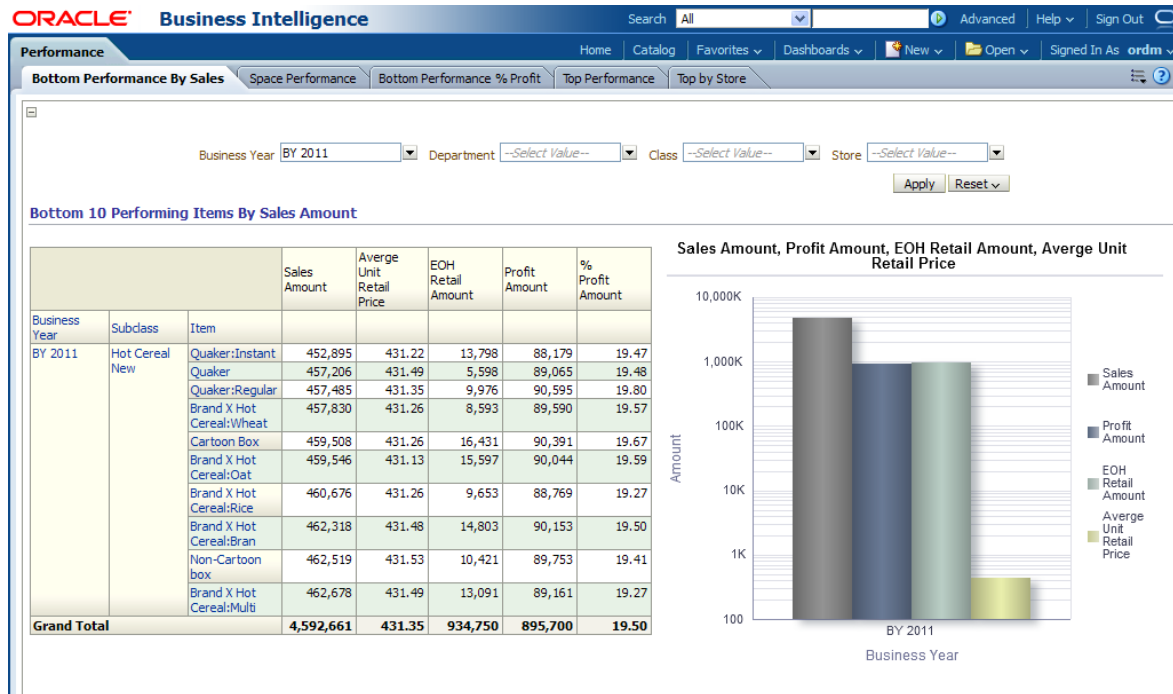 ORACLE Business Intelligence
Search All Advanced Help Sign Out
Performance
Home Catalog Favorites Dashboards New Open Signed In As ordm
Bottom Performance By Sales Space Performance Bottom Performance % Profit Top Performance Top by Store
Business Year BY 2011 Department --Select Value-- Class --Select Value-- Store --Select Value--
Apply Reset
Bottom 10 Performing Items By Sales Amount
Sales Amount
Averge Unit Retail Price
EOH Retail Amount
Profit Amount
% Profit Amount
Business Year
Subclass
Item
BY 2011
Hot Cereal New
Quaker:Instant 452,895 431.22 13,798 88,179 19.47
Quaker 457,206 431.49 5,598 89,065 19.48
Quaker:Regular 457,485 431.35 9,976 90,595 19.80
Brand X Hot Cereal:Wheat 457,830 431.26 8,593 89,590 19.57
Cartoon Box 459,508 431.26 16,431 90,391 19.67
Brand X Hot Cereal:Oat 459,546 431.13 15,597 90,044 19.59
Brand X Hot Cereal:Rice 460,676 431.26 9,653 88,769 19.27
Brand X Hot Cereal:Bran 462,318 431.48 14,803 90,153 19.50
Non-Cartoon box 462,519 431.53 10,421 89,753 19.41
Brand X Hot Cereal:Multi 462,678 431.49 13,091 89,161 19.27
Grand Total 4,592,661 431.35 934,750 895,700 19.50
Sales Amount, Profit Amount, EOH Retail Amount, Averge Unit
Retail Price
10,000K
1,000K
100K
10K
1K
100
Amount
BY 2011
Business Year
Sales Amount
Profit Amount
EOH Retail Amount
Averge Unit Retail Price